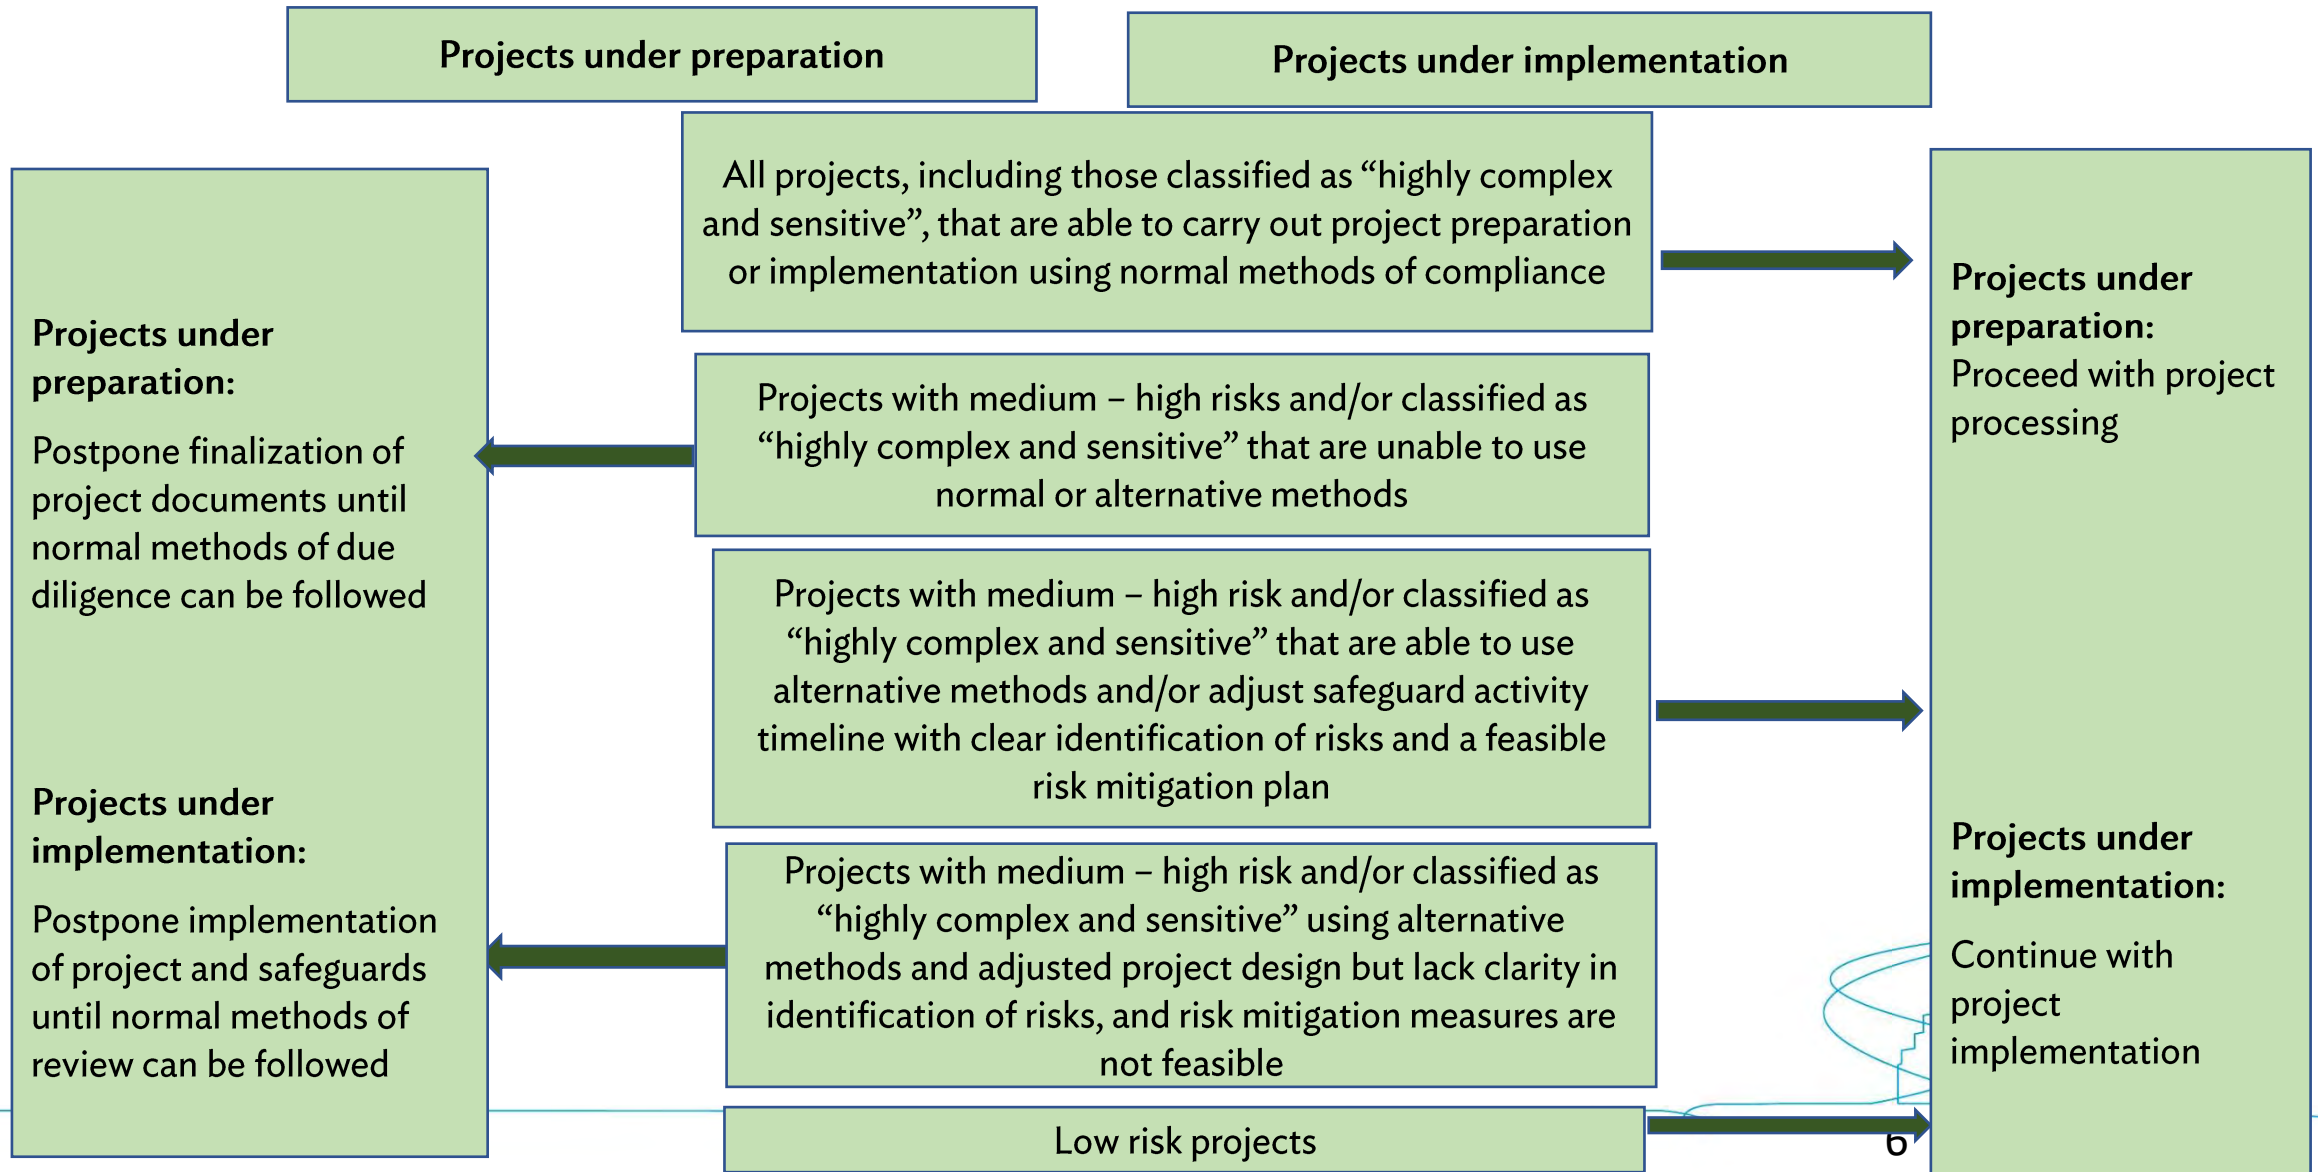 Projects under preparation
Projects under implementation
Projects under
preparation:
Postpone finalization of
project documents until
normal methods of due
diligence can be followed
Projects under
implementation:
Postpone implementation
of project and safeguards
until normal methods of
review can be followed
All projects, including those classified as “highly complex
and sensitive”, that are able to carry out project preparation
or implementation using normal methods of compliance
Projects with medium – high risks and/or classified as
“highly complex and sensitive” that are unable to use
normal or alternative methods
Projects with medium – high risk and/or classified as
“highly complex and sensitive” that are able to use
alternative methods and/or adjust safeguard activity
timeline with clear identification of risks and a feasible
risk mitigation plan
Projects with medium – high risk and/or classified as
“highly complex and sensitive” using alternative
methods and adjusted project design but lack clarity in
identification of risks, and risk mitigation measures are
not feasible
Low risk projects
Projects under
preparation:
Proceed with project
processing
Projects under
implementation:
Continue with
project
implementation
6